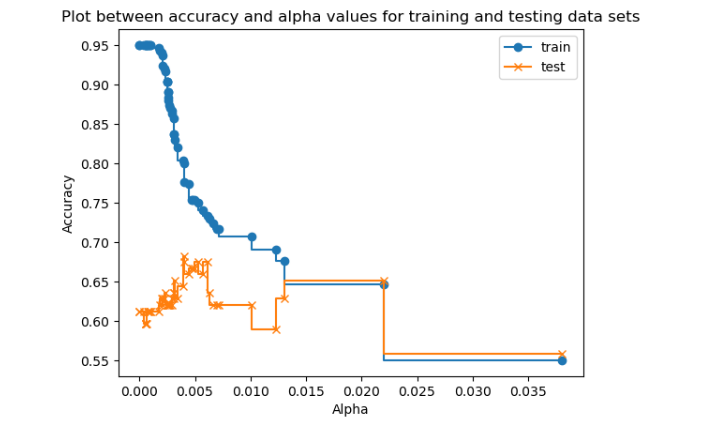 Plot between accuracy and alpha values for training and testing data sets
train
test
0.95
0.90
0.85
0.80
0.75
0.70
0.65
0.60
0.55
Accuracy
0.000 0.005 0.010 0.015 0.020 0.025 0.030 0.035
Alpha